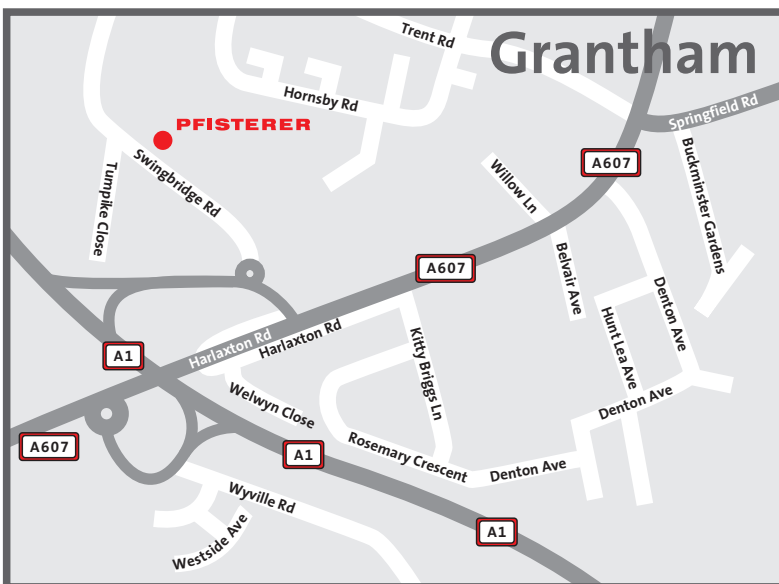 Trent Rd
Grantham
Hornsby Rd
Springfield Rd
PFISTERER
A607
Buckminster Gardens
Swingbridge Rd
Willow Ln
Turnpike Close
Belvair Ave
A607
Denton Ave
Hunt Lea Ave
Harlaxton Rd
Harlaxton Rd
A1
Kitty Briggs Ln
Welwyn Close
Denton Ave
A607
A1
Rosemary Crescent
Denton Ave
Wyville Rd
Westside Ave
A1